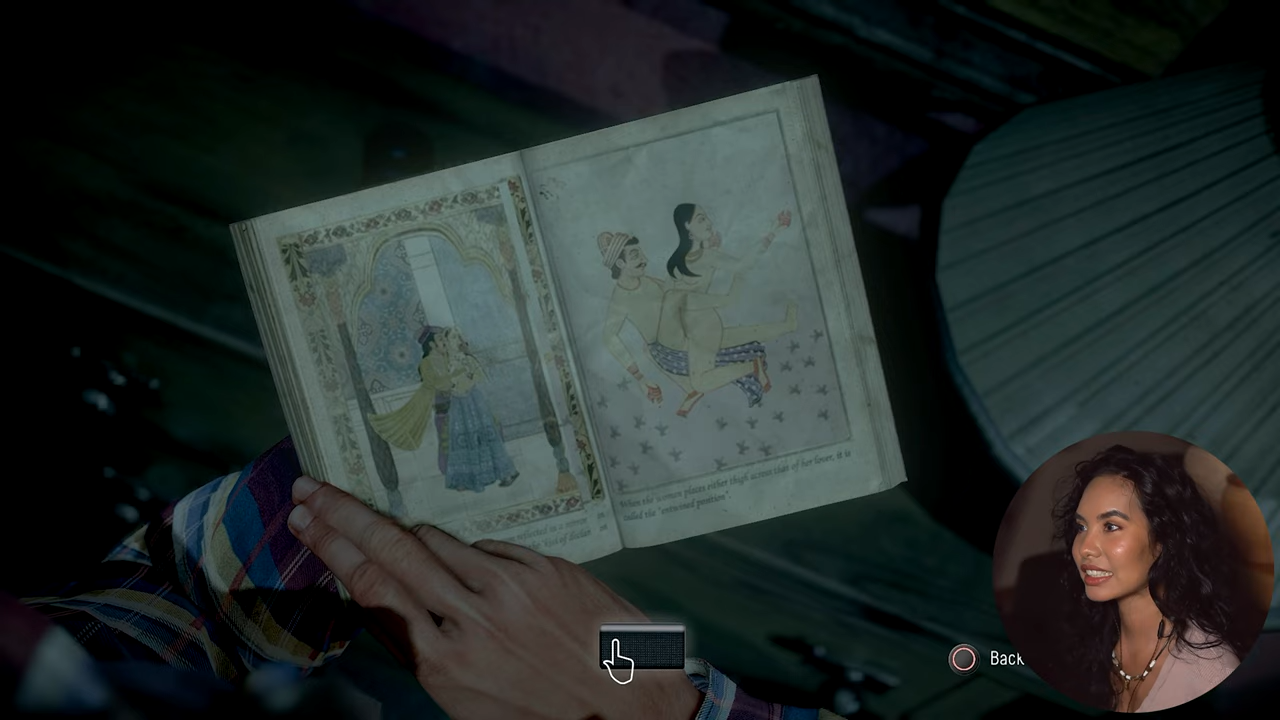 When the woman places either thigh across that of her lover, it is
called the "entwined position".
Back